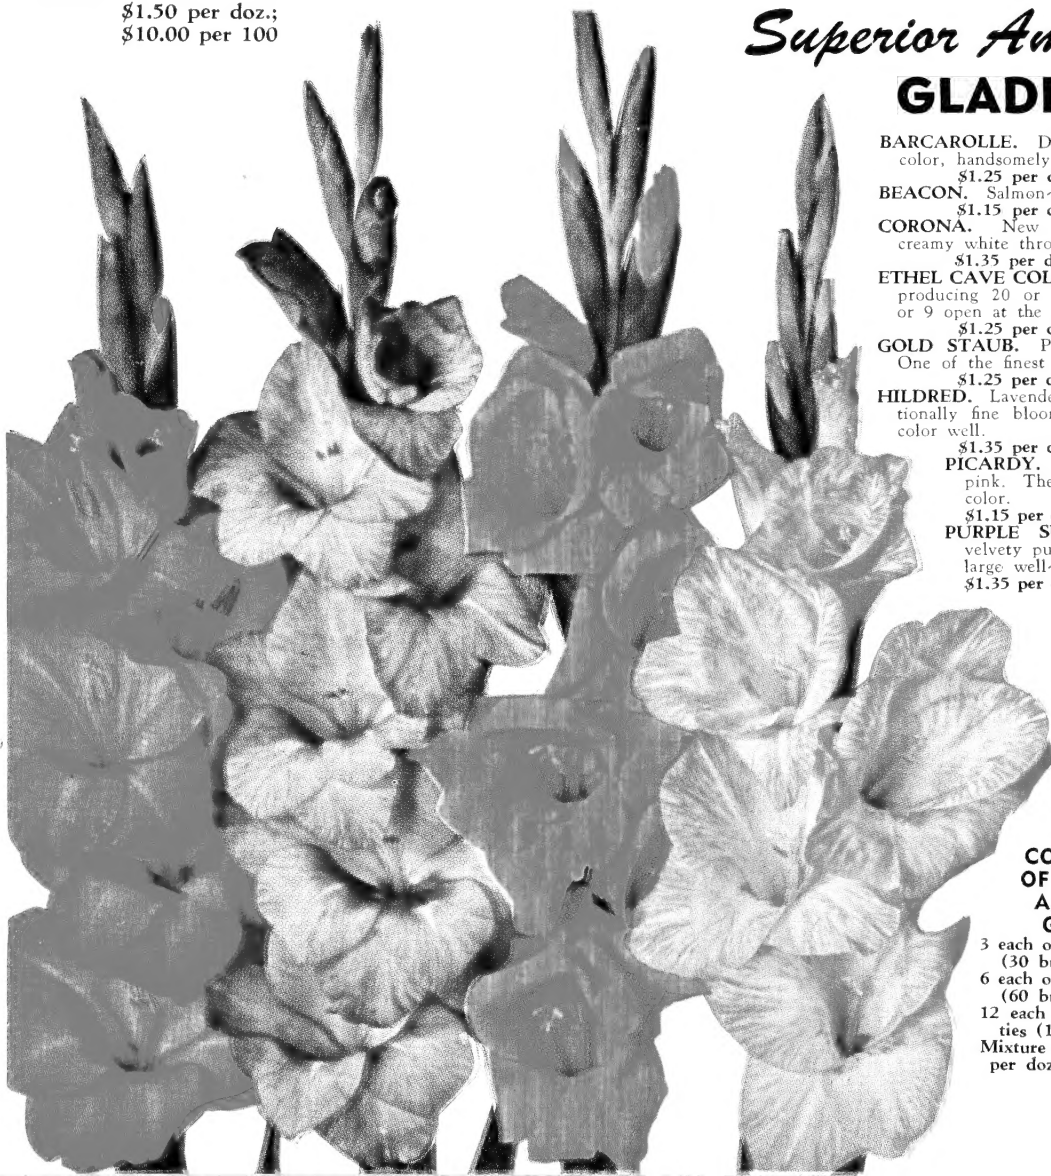 $1.50 per doz.;
$10.00 per 100
Superior Am
GLADI
BARCAROLLE. D
color, handsomely
$1.25 per d
BEACON. Salmon-
$1.15 per d
CORONA. New
creamy white thro
$1.35 per d
ETHEL CAVE COL
producing 20 or
or 9 open at the
$1.25 per d
GOLD STAUB. P
One of the finest
$1.25 per d
HILDRED. Lavende
tionally fine bloom
color well.
$1.35 per d
PICARDY.
pink. The
color.
$1.15 per
PURPLE S
velvety pu
large well-
$1.35 per
CO
OF
A
G
3 each o
(30 b
6 each o
(60 b
12 each
ties (1
Mixture
per doz